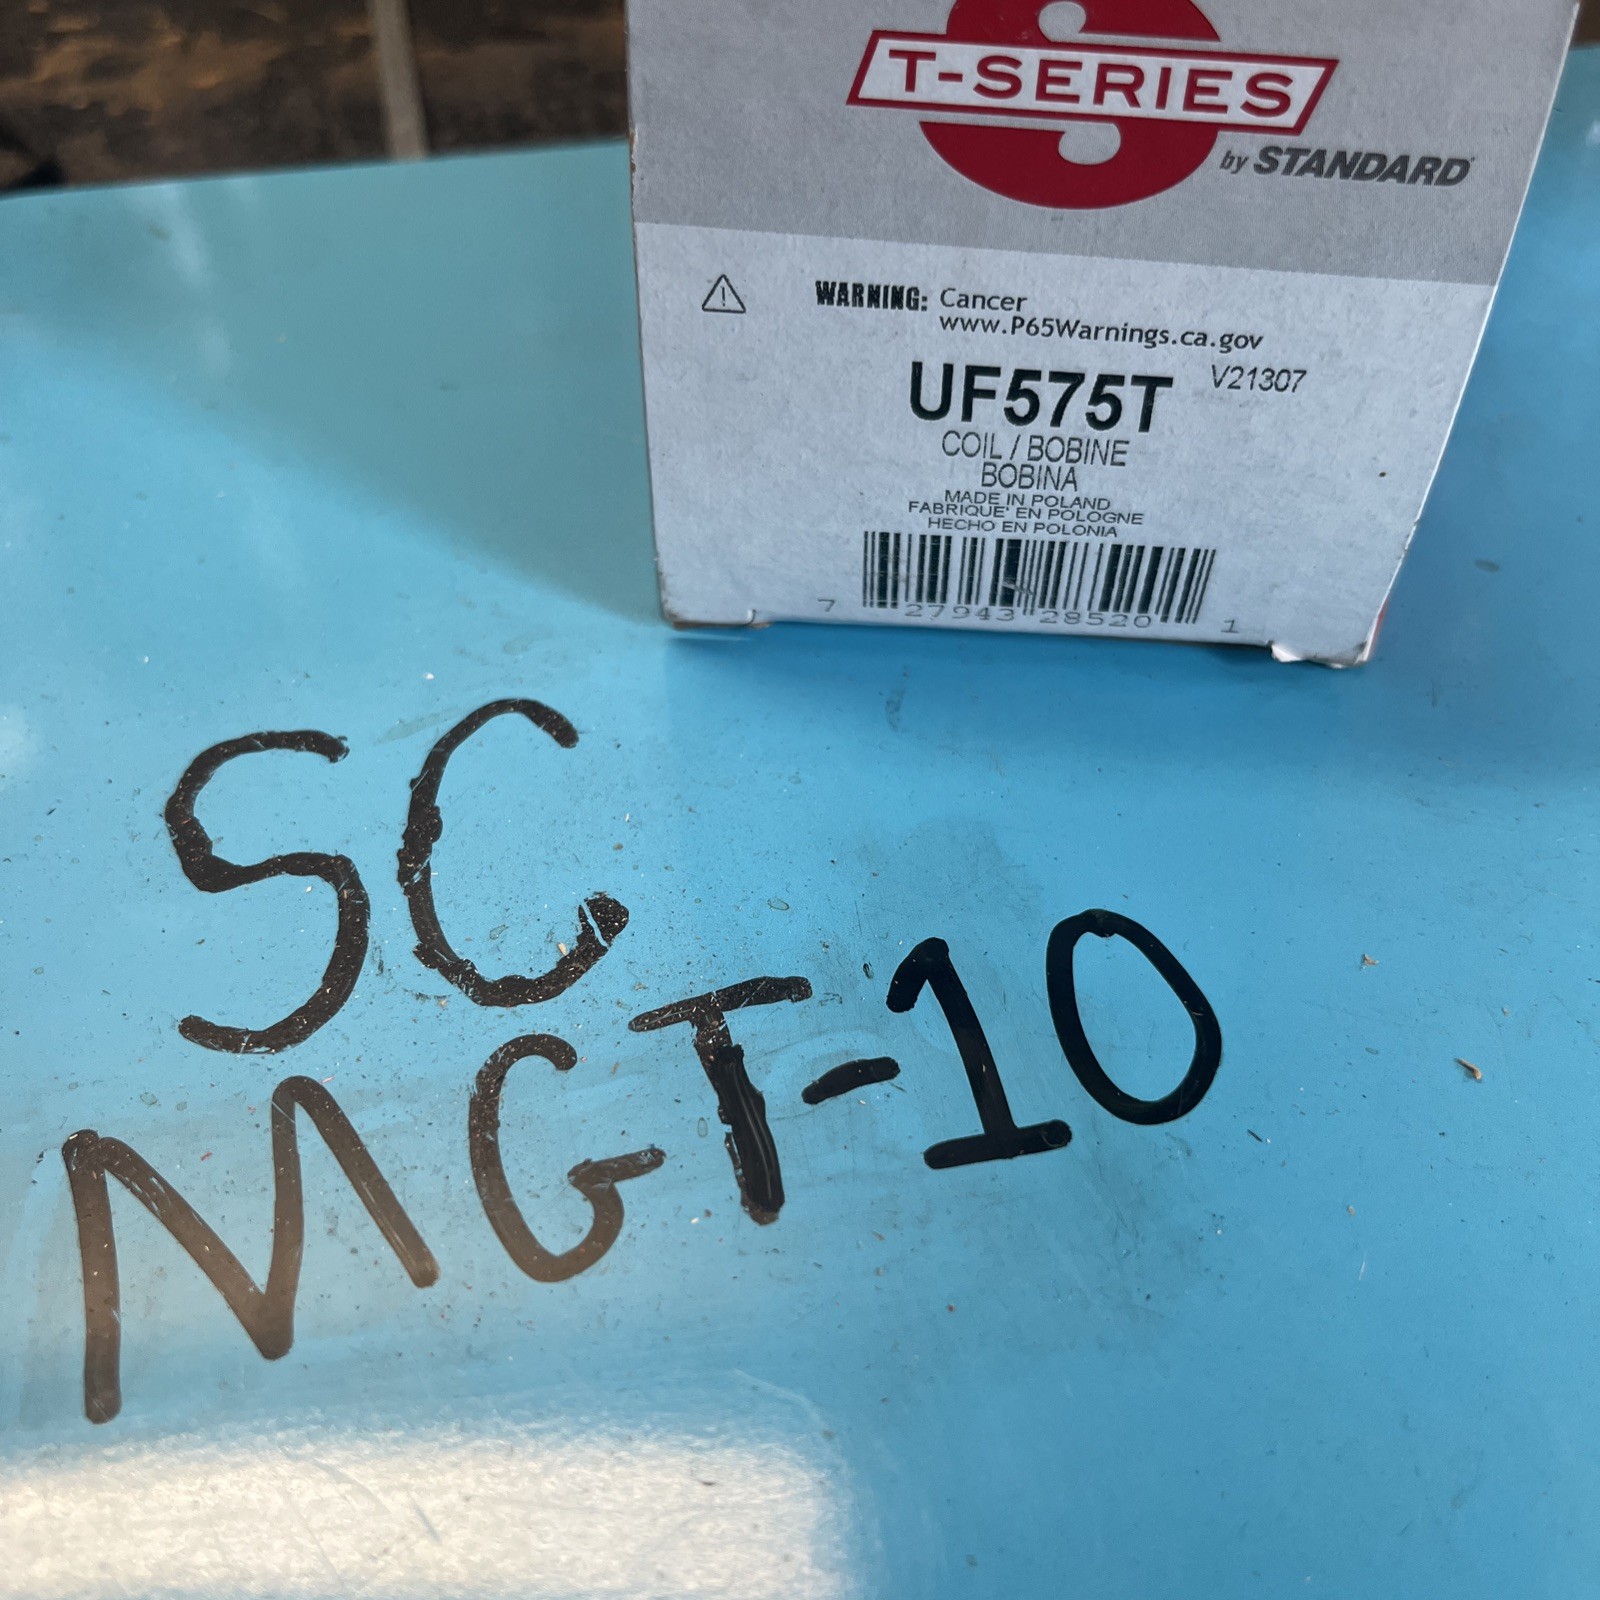 T-SERIES
by STANDARD
WARNING: Cancer
www.P65Warnings.ca.gov
UF575T V21307
COIL / BOBINE
BOBINA
MADE IN POLAND
FABRIQUE' EN POLOGNE
HECHO EN POLONIA
7 27943 28520 1
SC
MGT-10